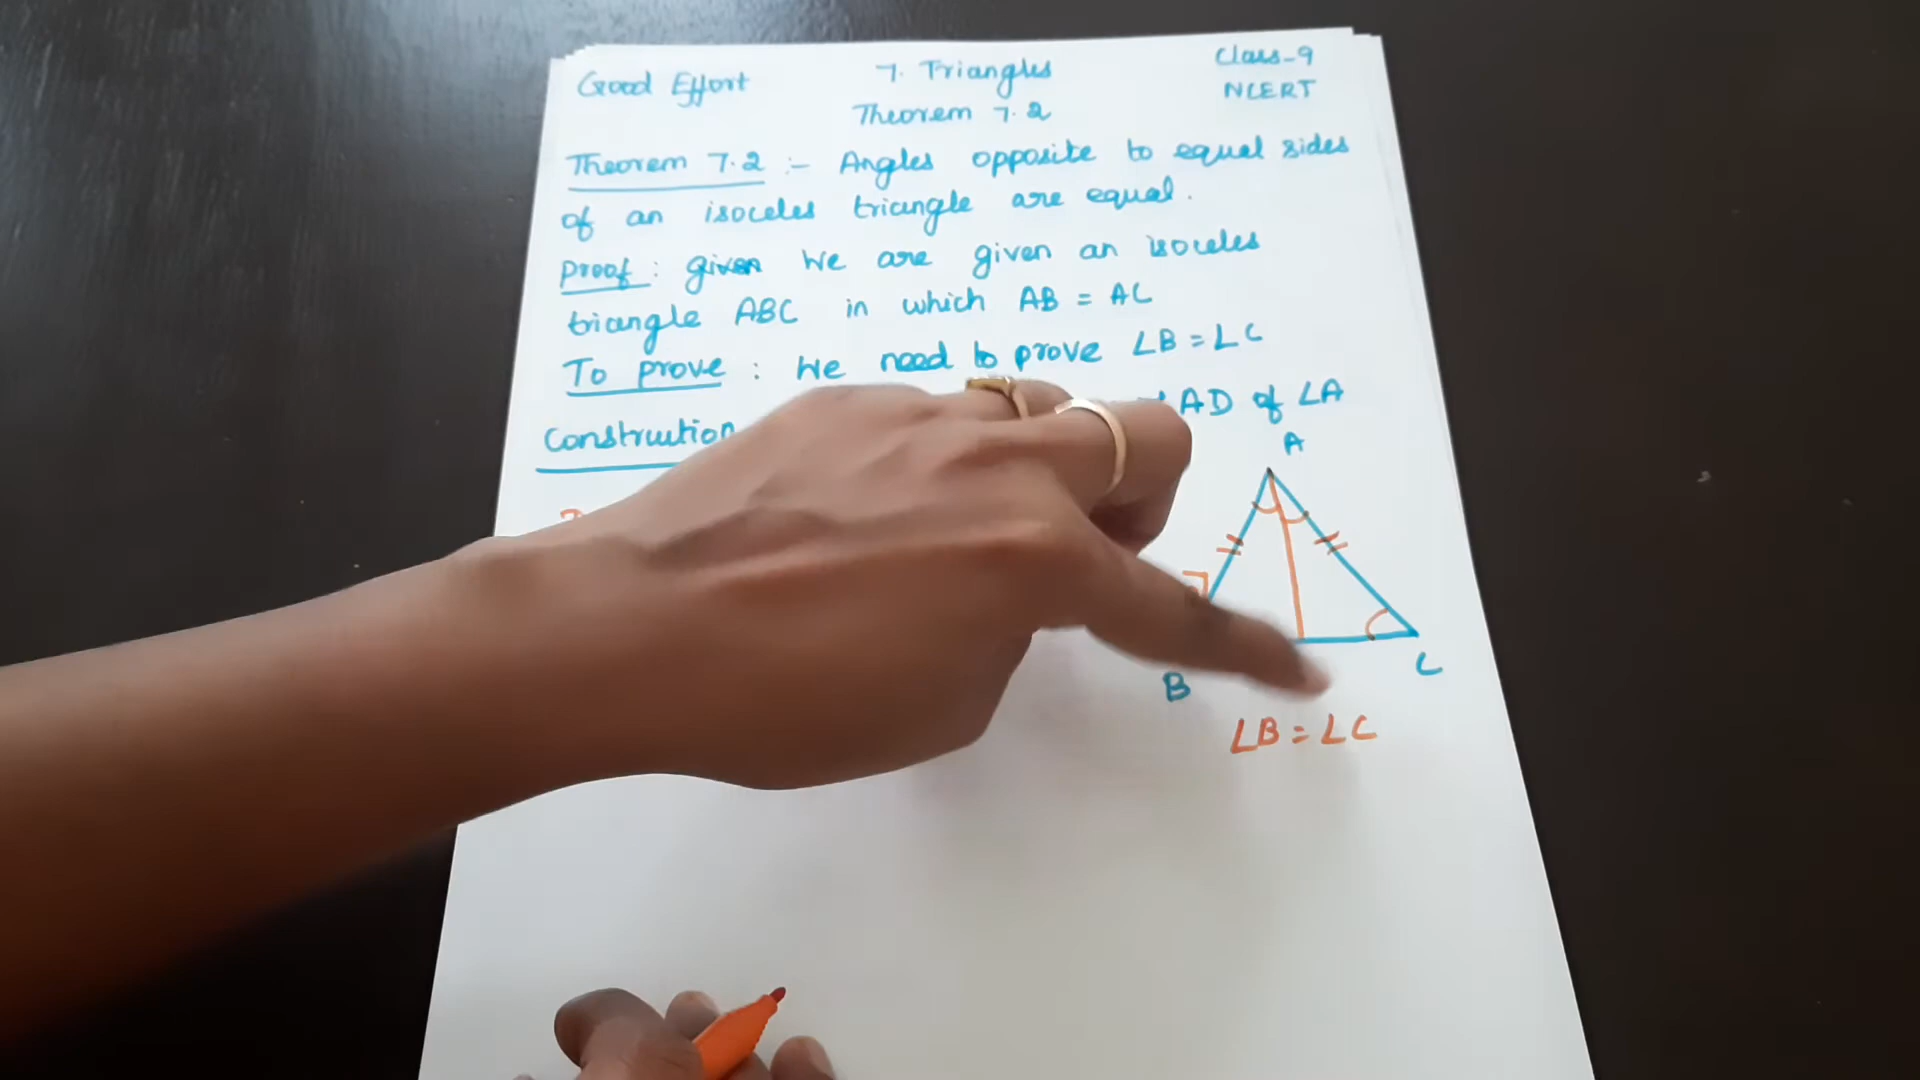 Good Effort
7. Triangles
Class-9
NCERT
Theorem 7.2
Theorem 7.2 :- Angles opposite to equal sides
of an isoceles triangle are equal.
Proof : given We are given an isoceles
triangle ABC in which AB = AC
To prove : We need to prove ∠B = ∠C
Construction AD of ∠A
A
B
C
∠B = ∠C